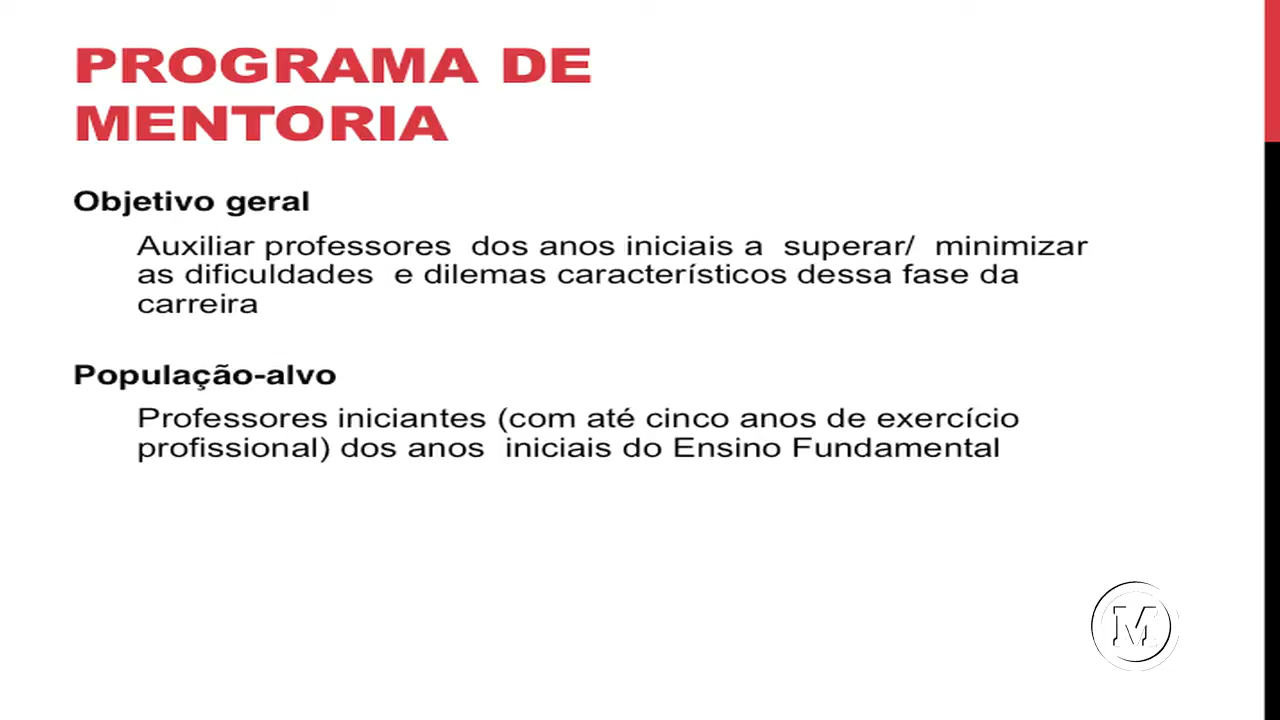 PROGRAMA DE
MENTORIA
Objetivo geral
Auxiliar professores dos anos iniciais a superar/ minimizar
as dificuldades e dilemas característicos dessa fase da
carreira
População-alvo
Professores iniciantes (com até cinco anos de exercício
profissional) dos anos iniciais do Ensino Fundamental
M